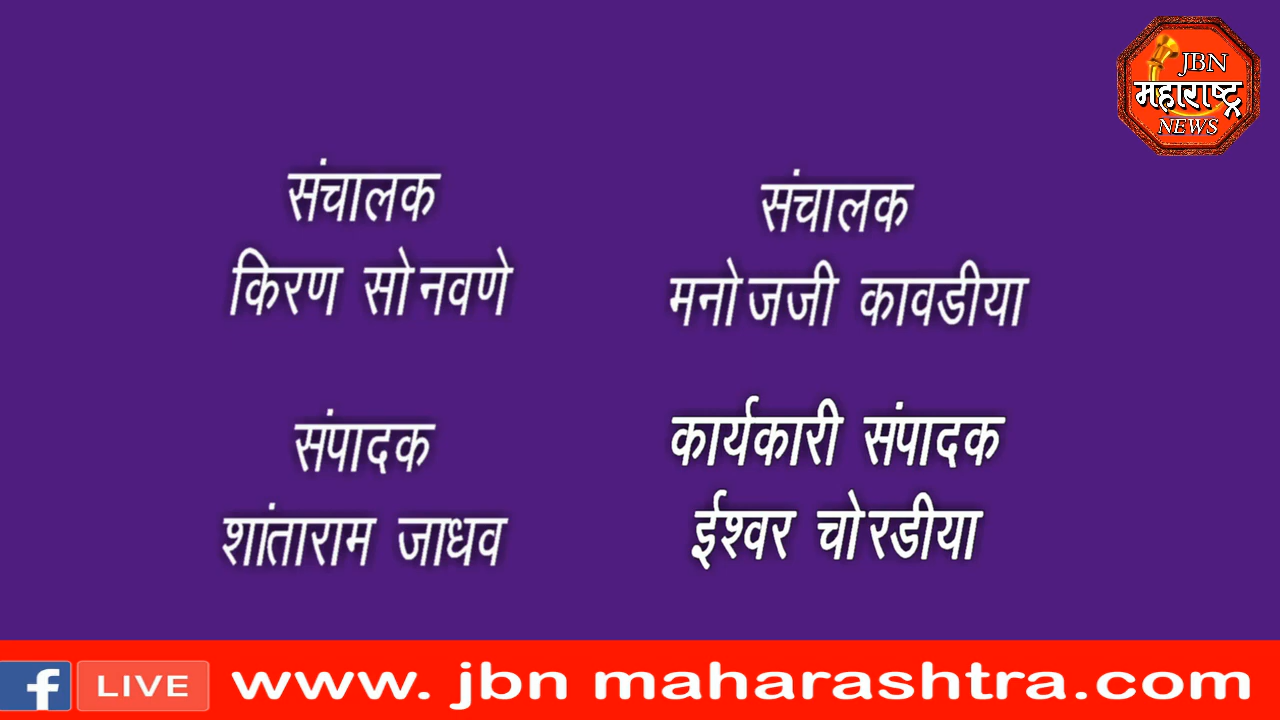 JBN
महाराष्ट्र
NEWS
संचालक
किरण सोनवणे
संचालक
मनोजजी कावडीया
संपादक
शांताराम जाधव
कार्यकारी संपादक
ईश्वर चोरडीया
f LIVE www. jbn maharashtra.com